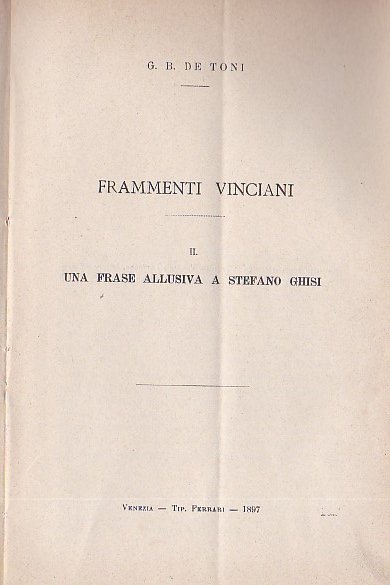 G. B. DE TONI
FRAMMENTI VINCIANI
II.
UNA FRASE ALLUSIVA A STEFANO GHISI
VENEZIA — TIP. FERRARI — 1897